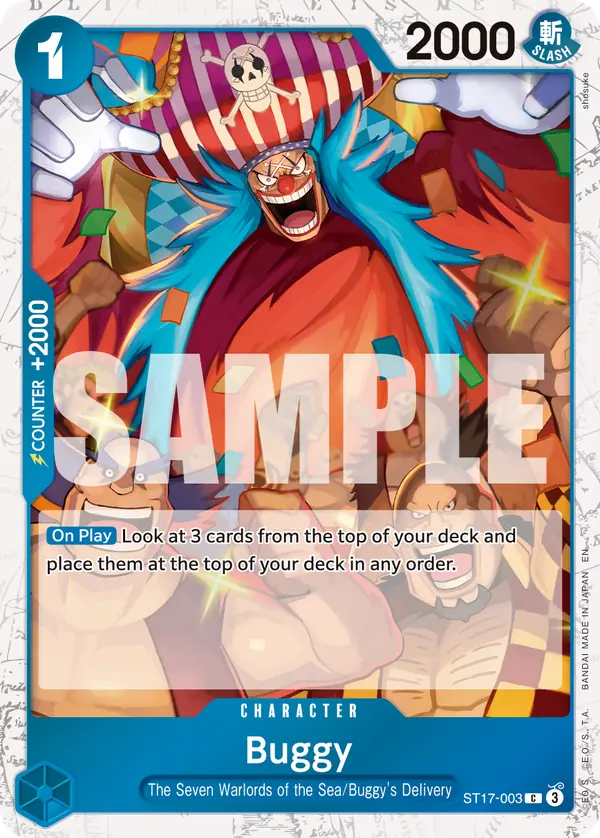 1
2000
斬
SLASH
shosuke
COUNTER +2000
SAMPLE
On Play Look at 3 cards from the top of your deck and
place them at the top of your deck in any order.
CHARACTER
Buggy
The Seven Warlords of the Sea/Buggy's Delivery
ST17-003 C 3
©E.O./S. ©E.O./S., T.A. BANDAI MADE IN JAPAN EN